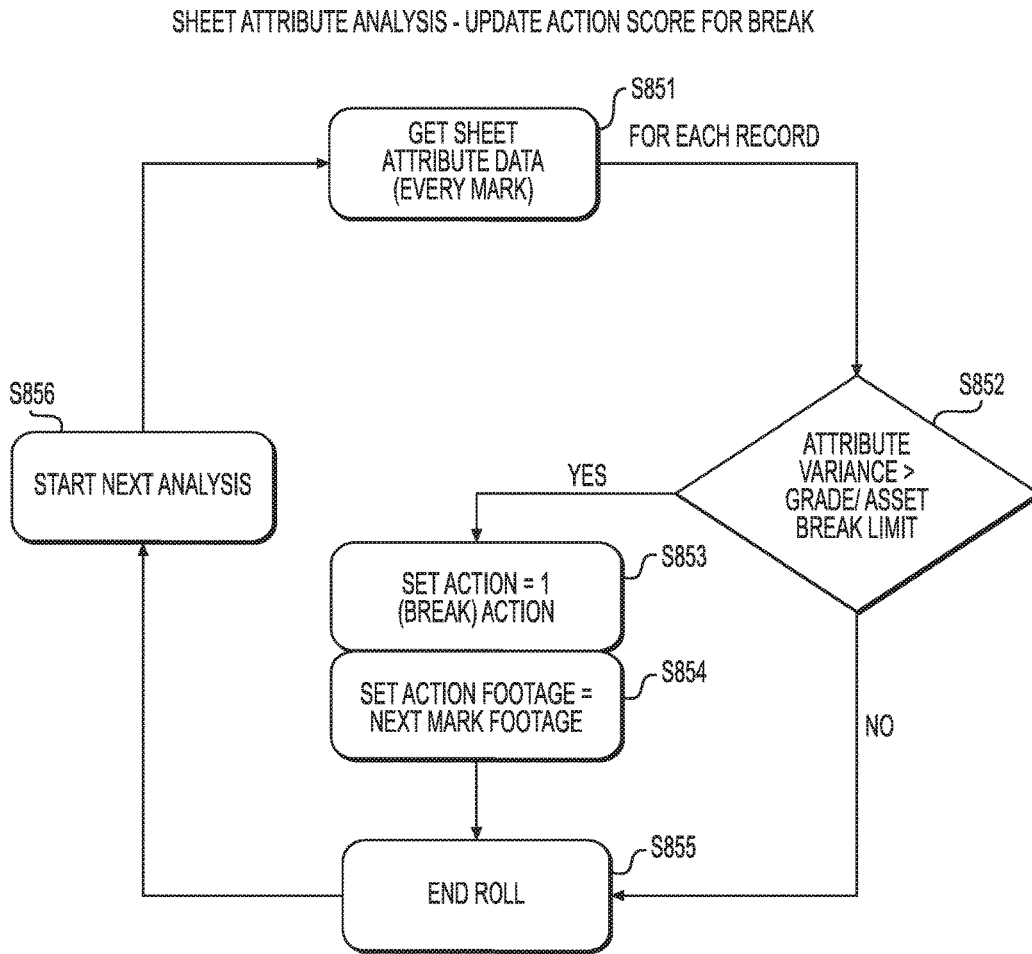 SHEET ATTRIBUTE ANALYSIS - UPDATE ACTION SCORE FOR BREAK
S851
GET SHEET
ATTRIBUTE DATA
(EVERY MARK)
FOR EACH RECORD
S856
START NEXT ANALYSIS
S852
ATTRIBUTE
VARIANCE >
GRADE/ ASSET
BREAK LIMIT
YES
S853
SET ACTION = 1
(BREAK) ACTION
S854
SET ACTION FOOTAGE =
NEXT MARK FOOTAGE
NO
S855
END ROLL